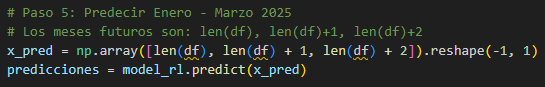 # Paso 5: Predecir Enero - Marzo 2025
# Los meses futuros son: len(df), len(df)+1, len(df)+2
x_pred = np.array([len(df), len(df) + 1, len(df) + 2]).reshape(-1, 1)
predicciones = model_rl.predict(x_pred)